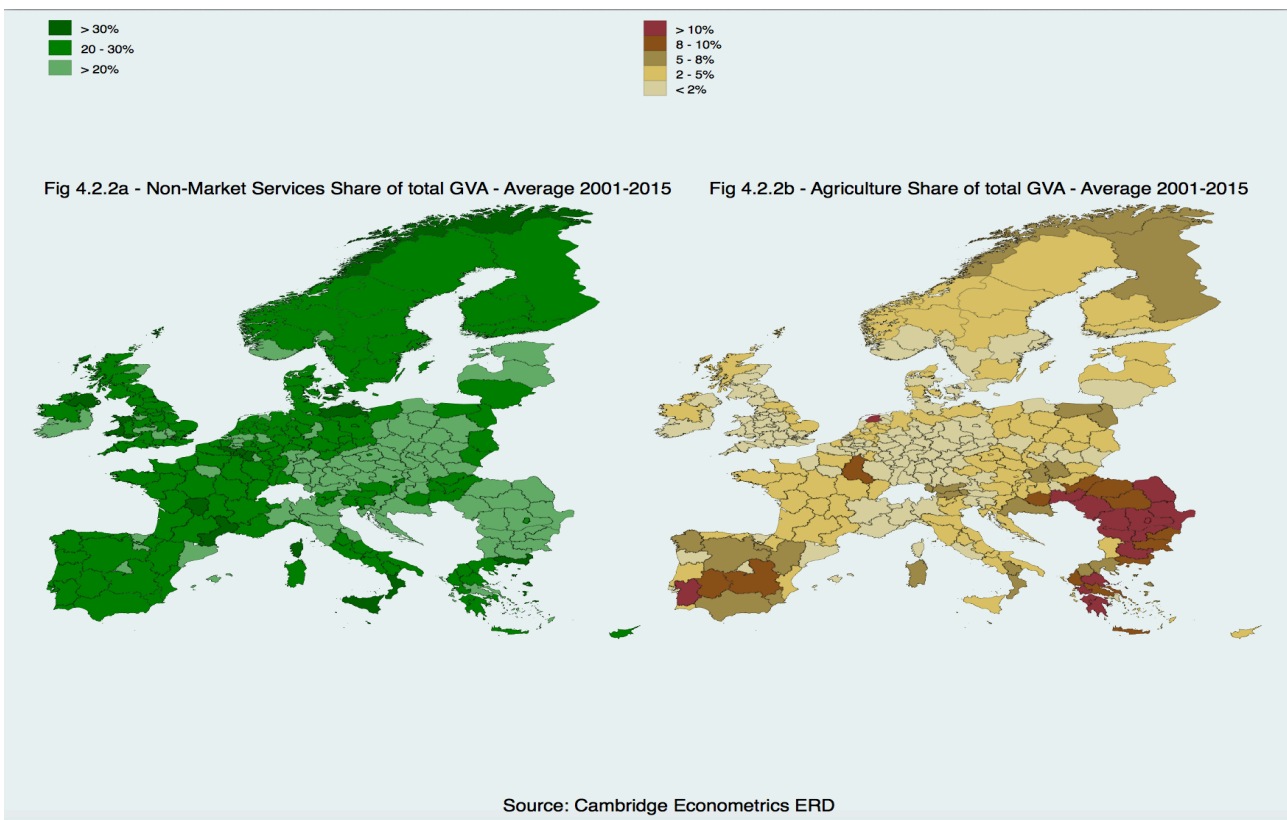 > 30%
20 - 30%
> 20%
> 10%
8 - 10%
5 - 8%
2 - 5%
< 2%
Fig 4.2.2a - Non-Market Services Share of total GVA - Average 2001-2015
Fig 4.2.2b - Agriculture Share of total GVA - Average 2001-2015
Source: Cambridge Econometrics ERD